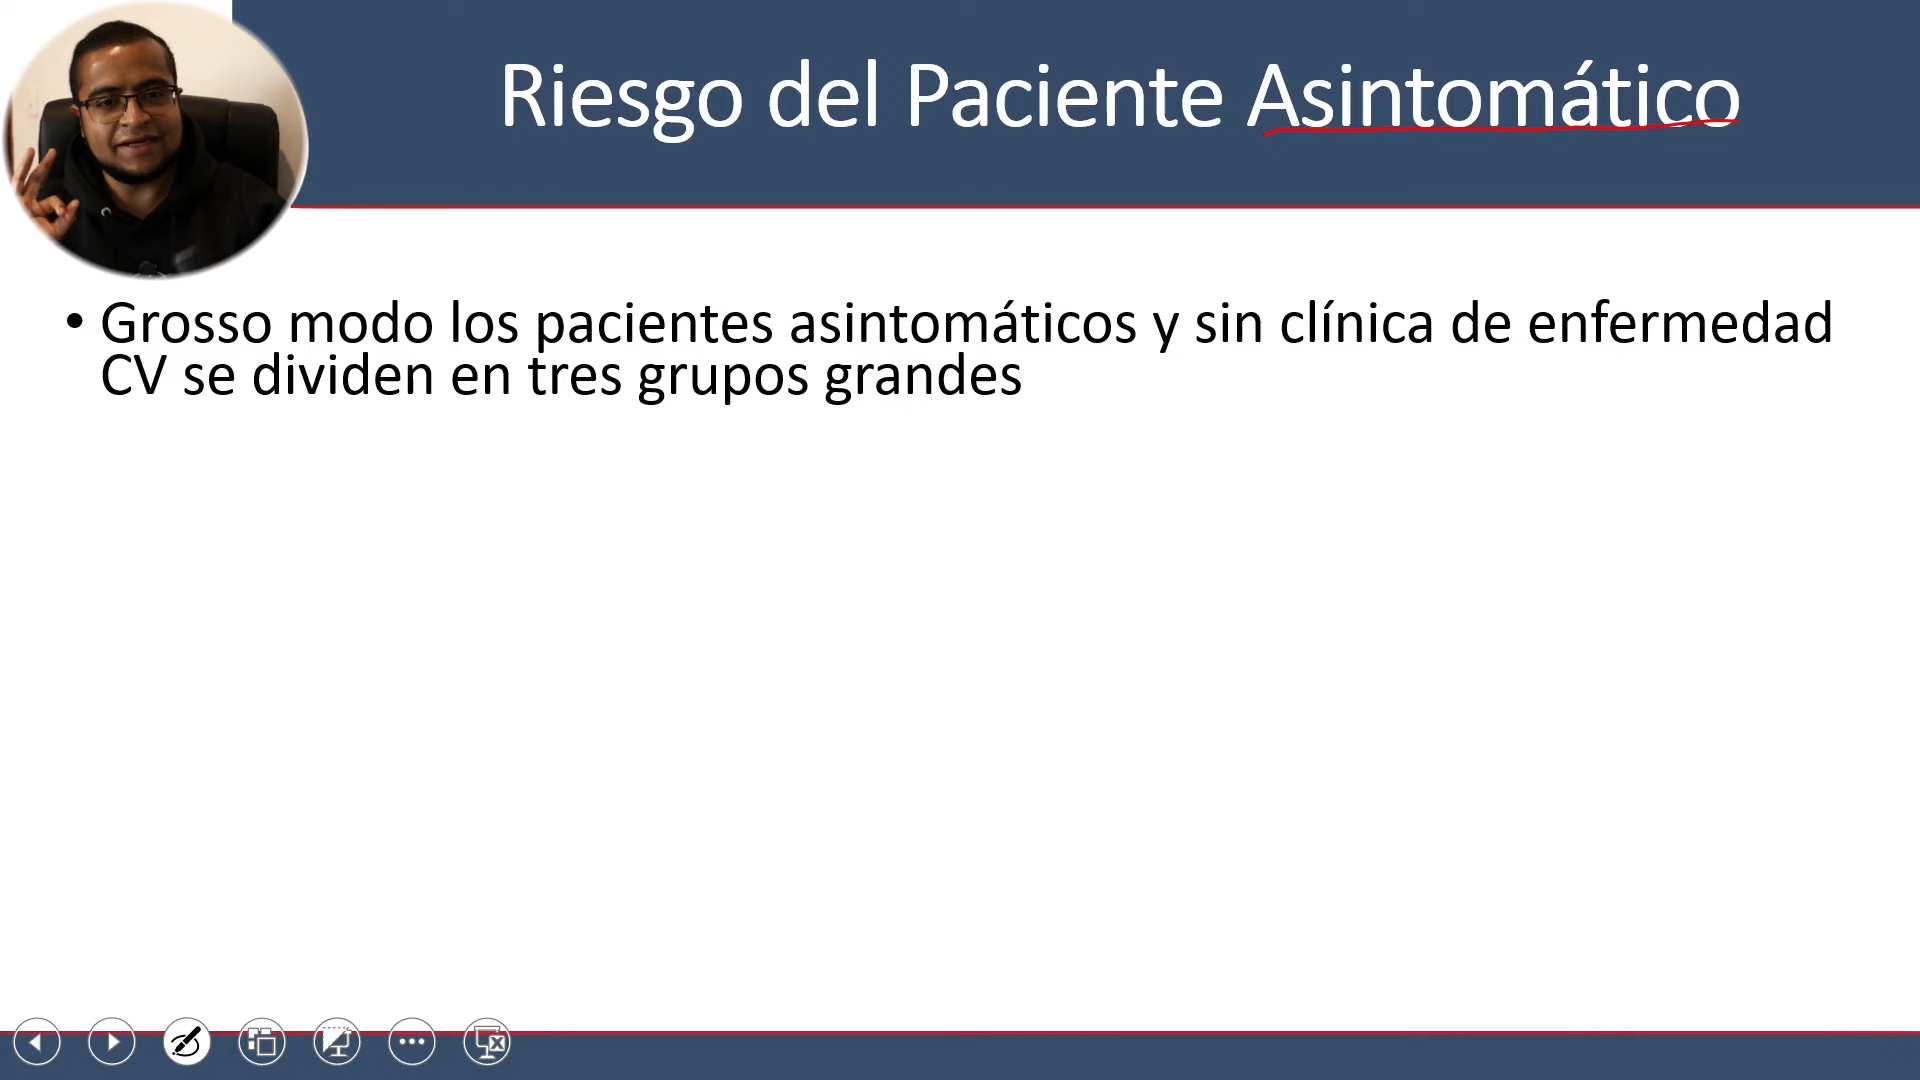 Riesgo del Paciente Asintomático
• Grosso modo los pacientes asintomáticos y sin clínica de enfermedad
CV se dividen en tres grupos grandes